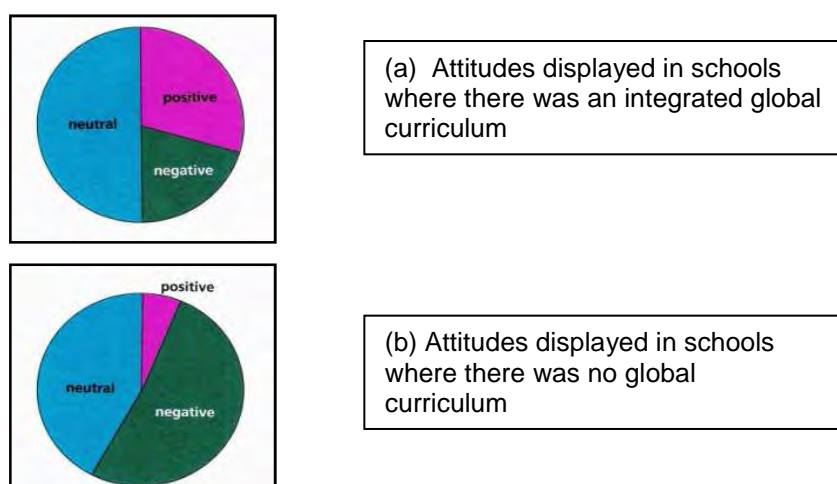 positive
neutral
negative
(a) Attitudes displayed in schools
where there was an integrated global
curriculum
positive
neutral
negative
(b) Attitudes displayed in schools
where there was no global
curriculum